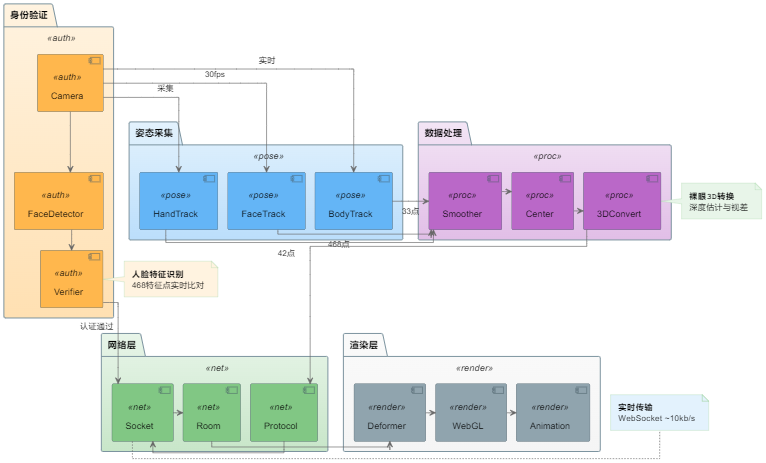 身份验证
«auth»
«auth»
Camera
实时
30fps
采集
姿态采集
«pose»
数据处理
«proc»
«auth»
FaceDetector
«pose»
HandTrack
«pose»
FaceTrack
«pose»
BodyTrack
33点
«proc»
Smoother
«proc»
Center
«proc»
3DConvert
裸眼3D转换
深度估计与视差
468点
42点
«auth»
Verifier
人脸特征识别
468特征点实时比对
认证通过
网络层
«net»
渲染层
«render»
«net»
Socket
«net»
Room
«net»
Protocol
«render»
Deformer
«render»
WebGL
«render»
Animation
实时传输
WebSocket ~10kb/s